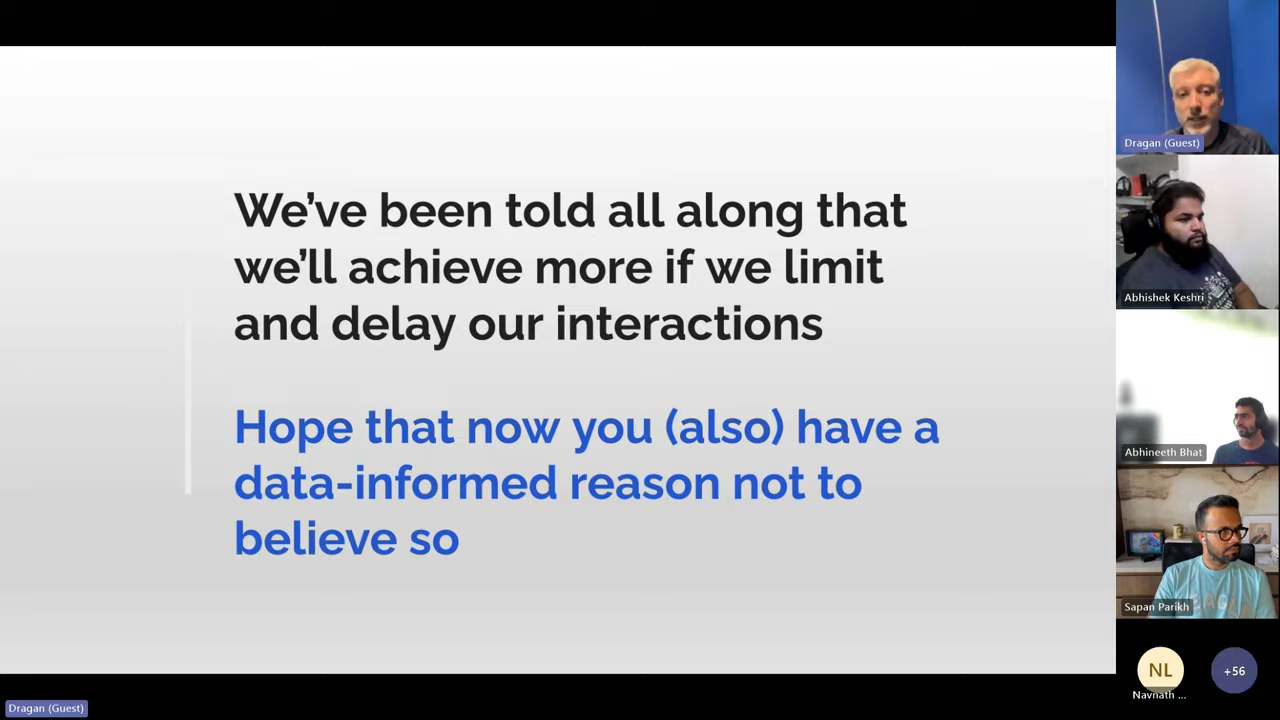 We've been told all along that
we'll achieve more if we limit
and delay our interactions
Hope that now you (also) have a
data-informed reason not to
believe so
Dragan (Guest)
Abhishek Keshri
Abhineeth Bhat
Sapan Parikh
NL
+56
Navnath ...
Dragan (Guest)